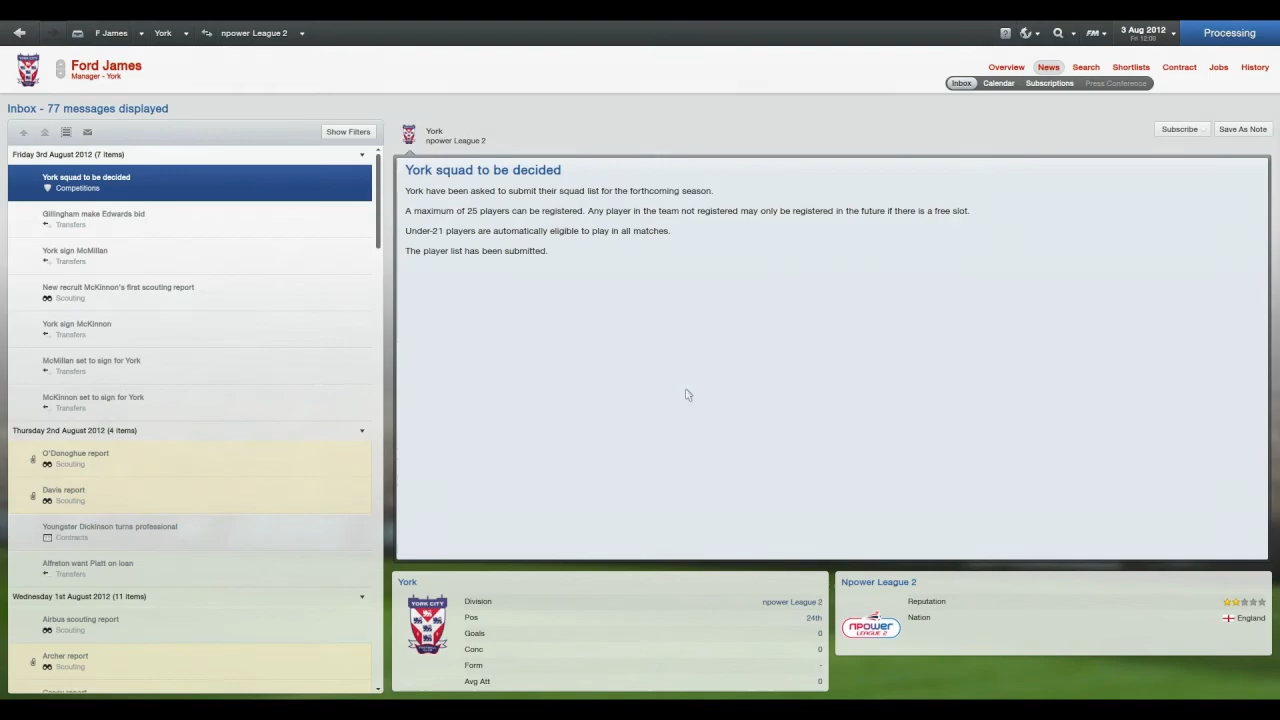 F James
York
npower League 2
FM
3 Aug 2012
Fri 12:00
Processing
Ford James
Manager - York
Overview
News
Search
Shortlists
Contract
Jobs
History
Inbox
Calendar
Subscriptions
Press Conference
Inbox - 77 messages displayed
Show Filters
York
npower League 2
Subscribe
Save As Note
Friday 3rd August 2012 (7 items)
York squad to be decided
Competitions
Gillingham make Edwards bid
Transfers
York sign McMillan
Transfers
New recruit McKinnon's first scouting report
Scouting
York sign McKinnon
Transfers
McMillan set to sign for York
Transfers
McKinnon set to sign for York
Transfers
Thursday 2nd August 2012 (4 items)
O'Donoghue report
Scouting
Davis report
Scouting
Youngster Dickinson turns professional
Contracts
Alfreton want Platt on loan
Transfers
Wednesday 1st August 2012 (11 items)
Airbus scouting report
Scouting
Archer report
Scouting
York squad to be decided
York have been asked to submit their squad list for the forthcoming season.
A maximum of 25 players can be registered. Any player in the team not registered may only be registered in the future if there is a free slot.
Under-21 players are automatically eligible to play in all matches.
The player list has been submitted.
York
YORK CITY
Division npower League 2
Pos 24th
Goals 0
Conc 0
Form -
Avg Att 0
Npower League 2
npower
LEAGUE 2
Reputation
Nation England